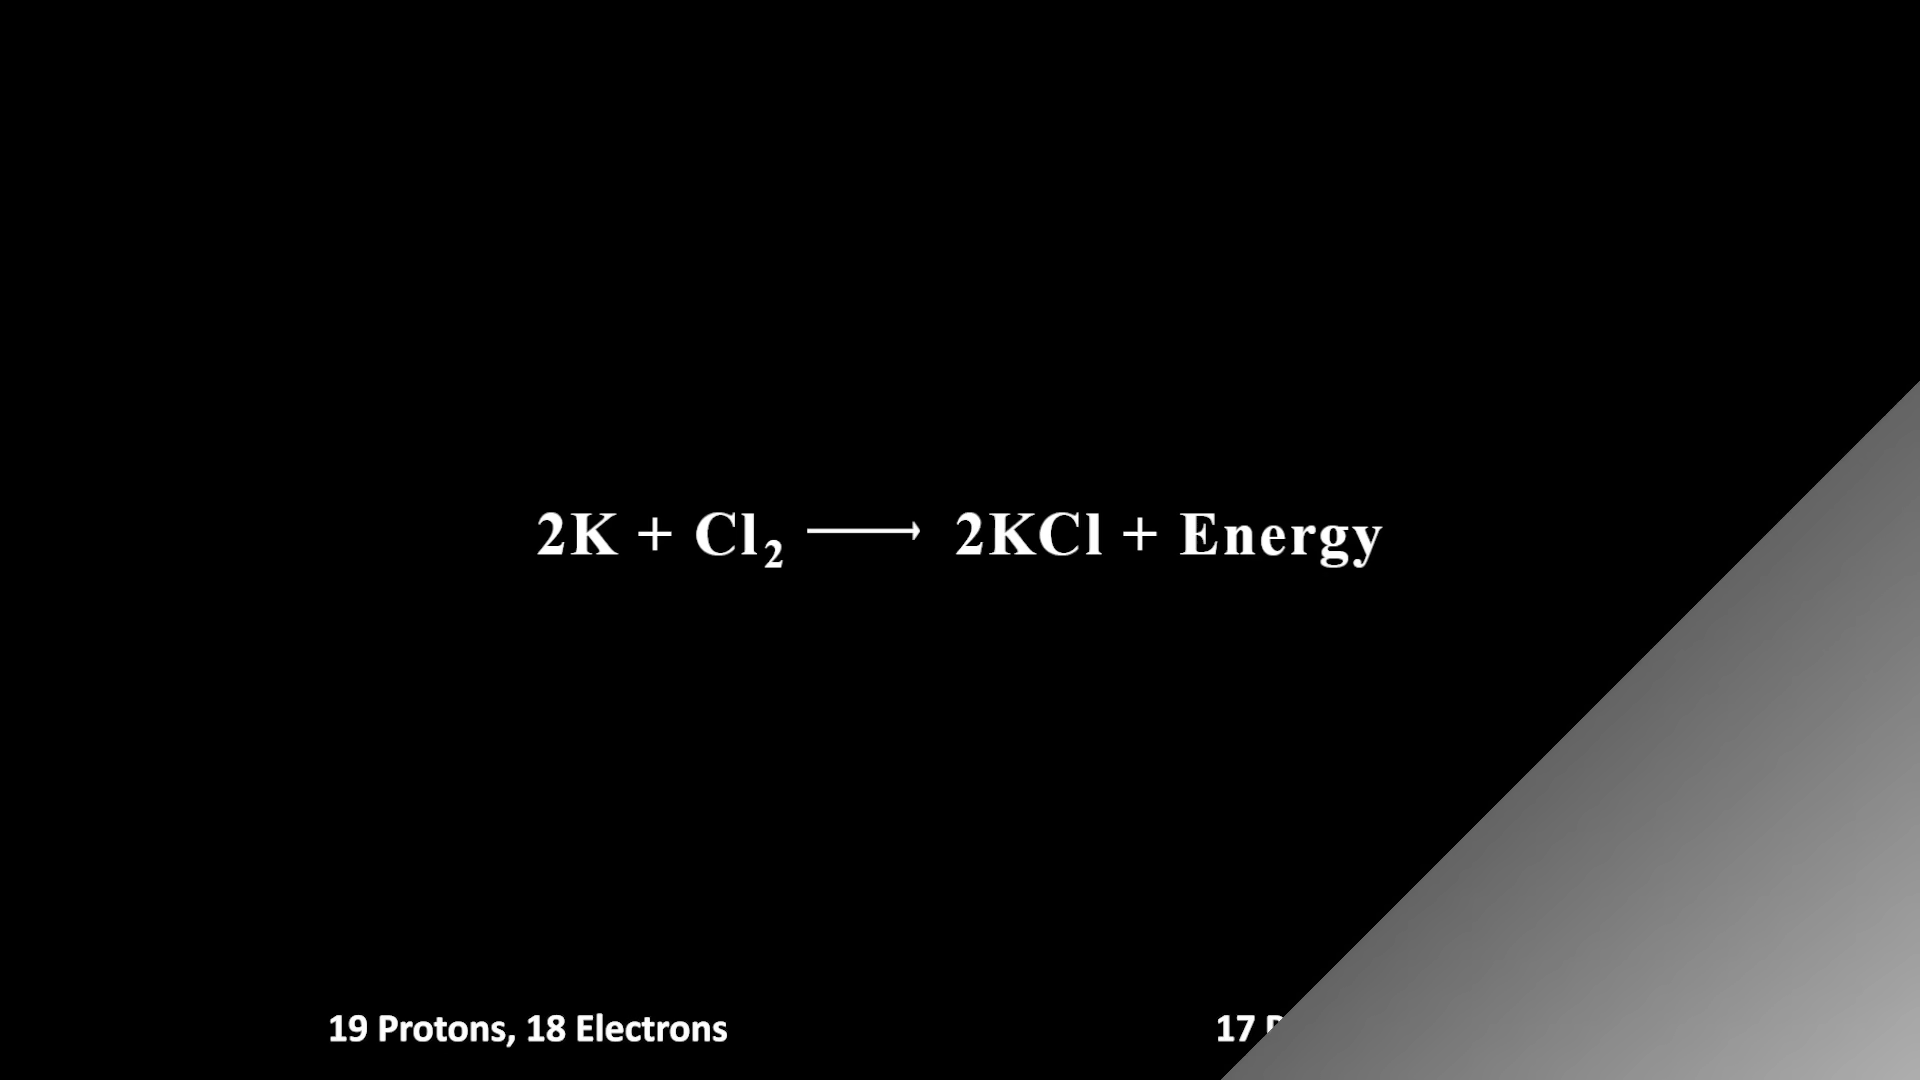 2K + Cl₂ ⟶ 2KCl + Energy
19 Protons, 18 Electrons
17